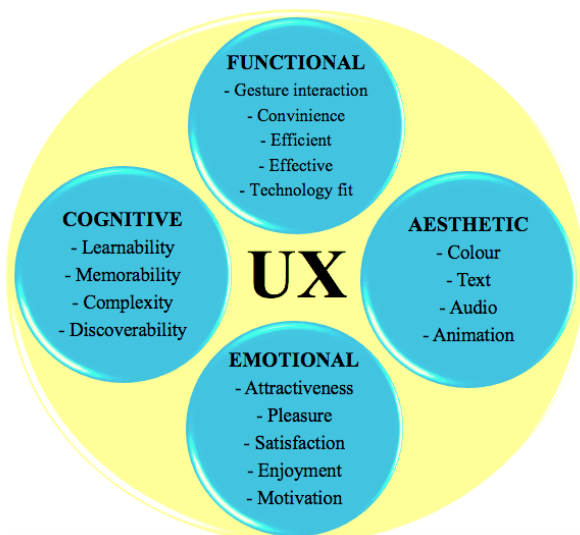 FUNCTIONAL
- Gesture interaction
- Convinience
- Efficient
- Effective
- Technology fit
COGNITIVE
- Learnability
- Memorability
- Complexity
- Discoverability
UX
AESTHETIC
- Colour
- Text
- Audio
- Animation
EMOTIONAL
- Attractiveness
- Pleasure
- Satisfaction
- Enjoyment
- Motivation